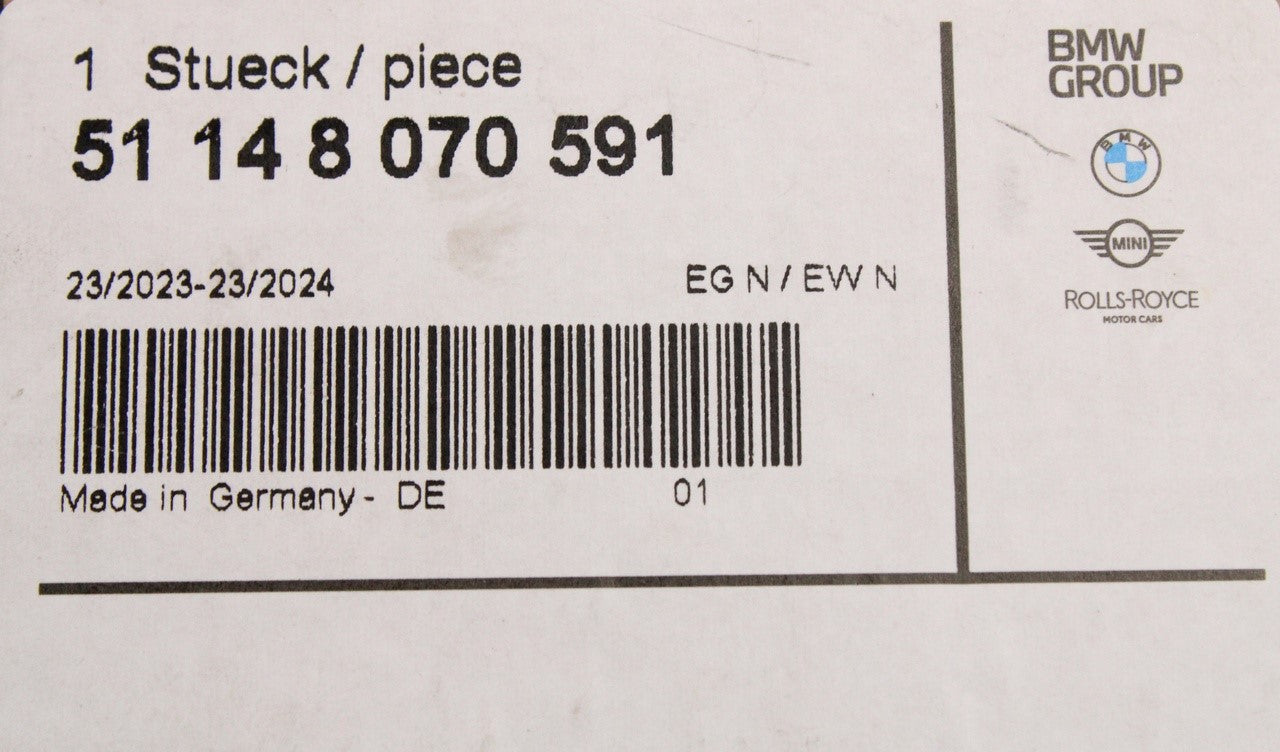 1 Stueck / piece
51 14 8 070 591
23/2023-23/2024
EG N / EW N
Made in Germany - DE
01
BMW
GROUP
BMW
MINI
ROLLS-ROYCE
MOTOR CARS